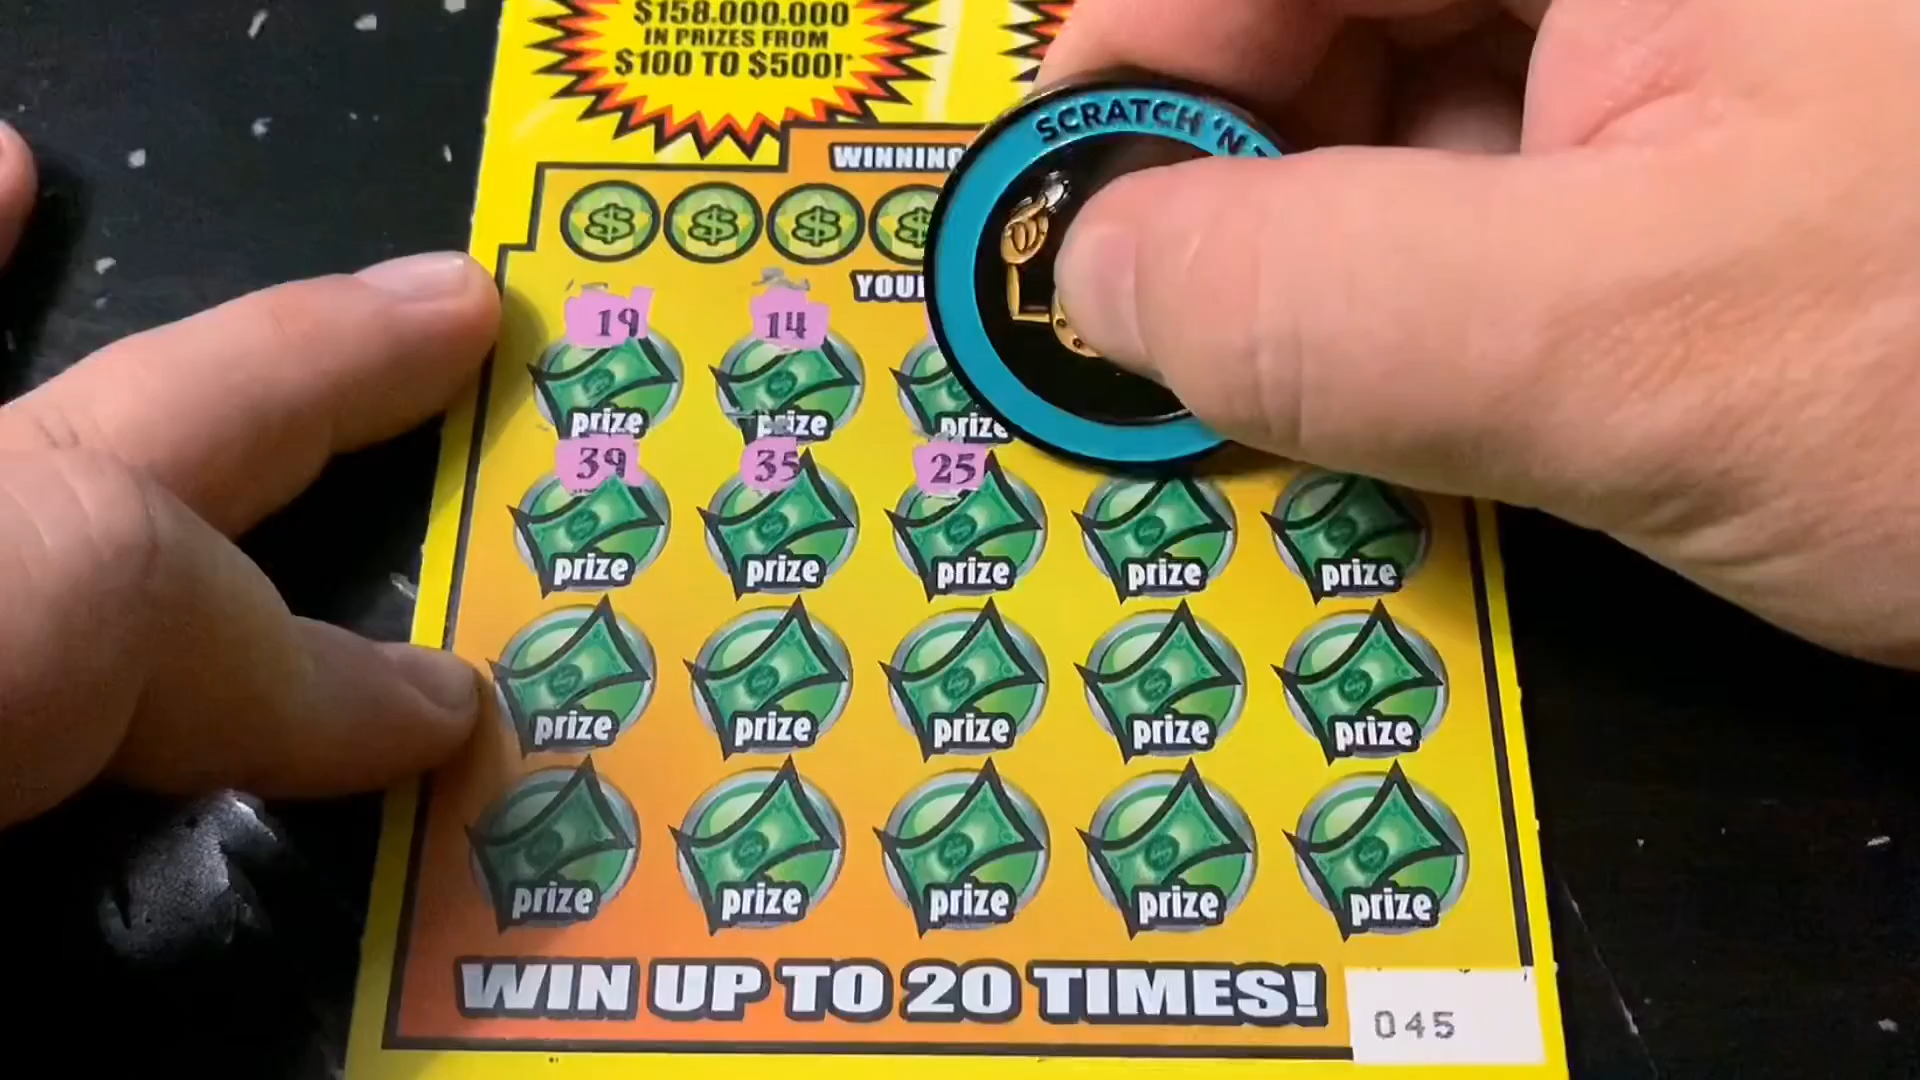 $158,000,000
IN PRIZES FROM
$100 TO $500!*
SCRATCH 'N
WINNING
YOUR
19 14
prize prize prize
39 35 25
prize prize prize prize prize
prize prize prize prize prize
prize prize prize prize prize
WIN UP TO 20 TIMES!
045